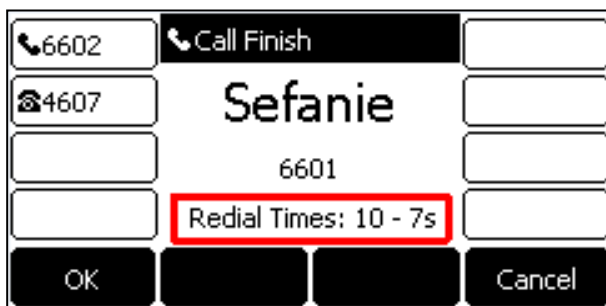 6602
Call Finish
4607
Sefanie
6601
Redial Times: 10 - 7s
OK
Cancel